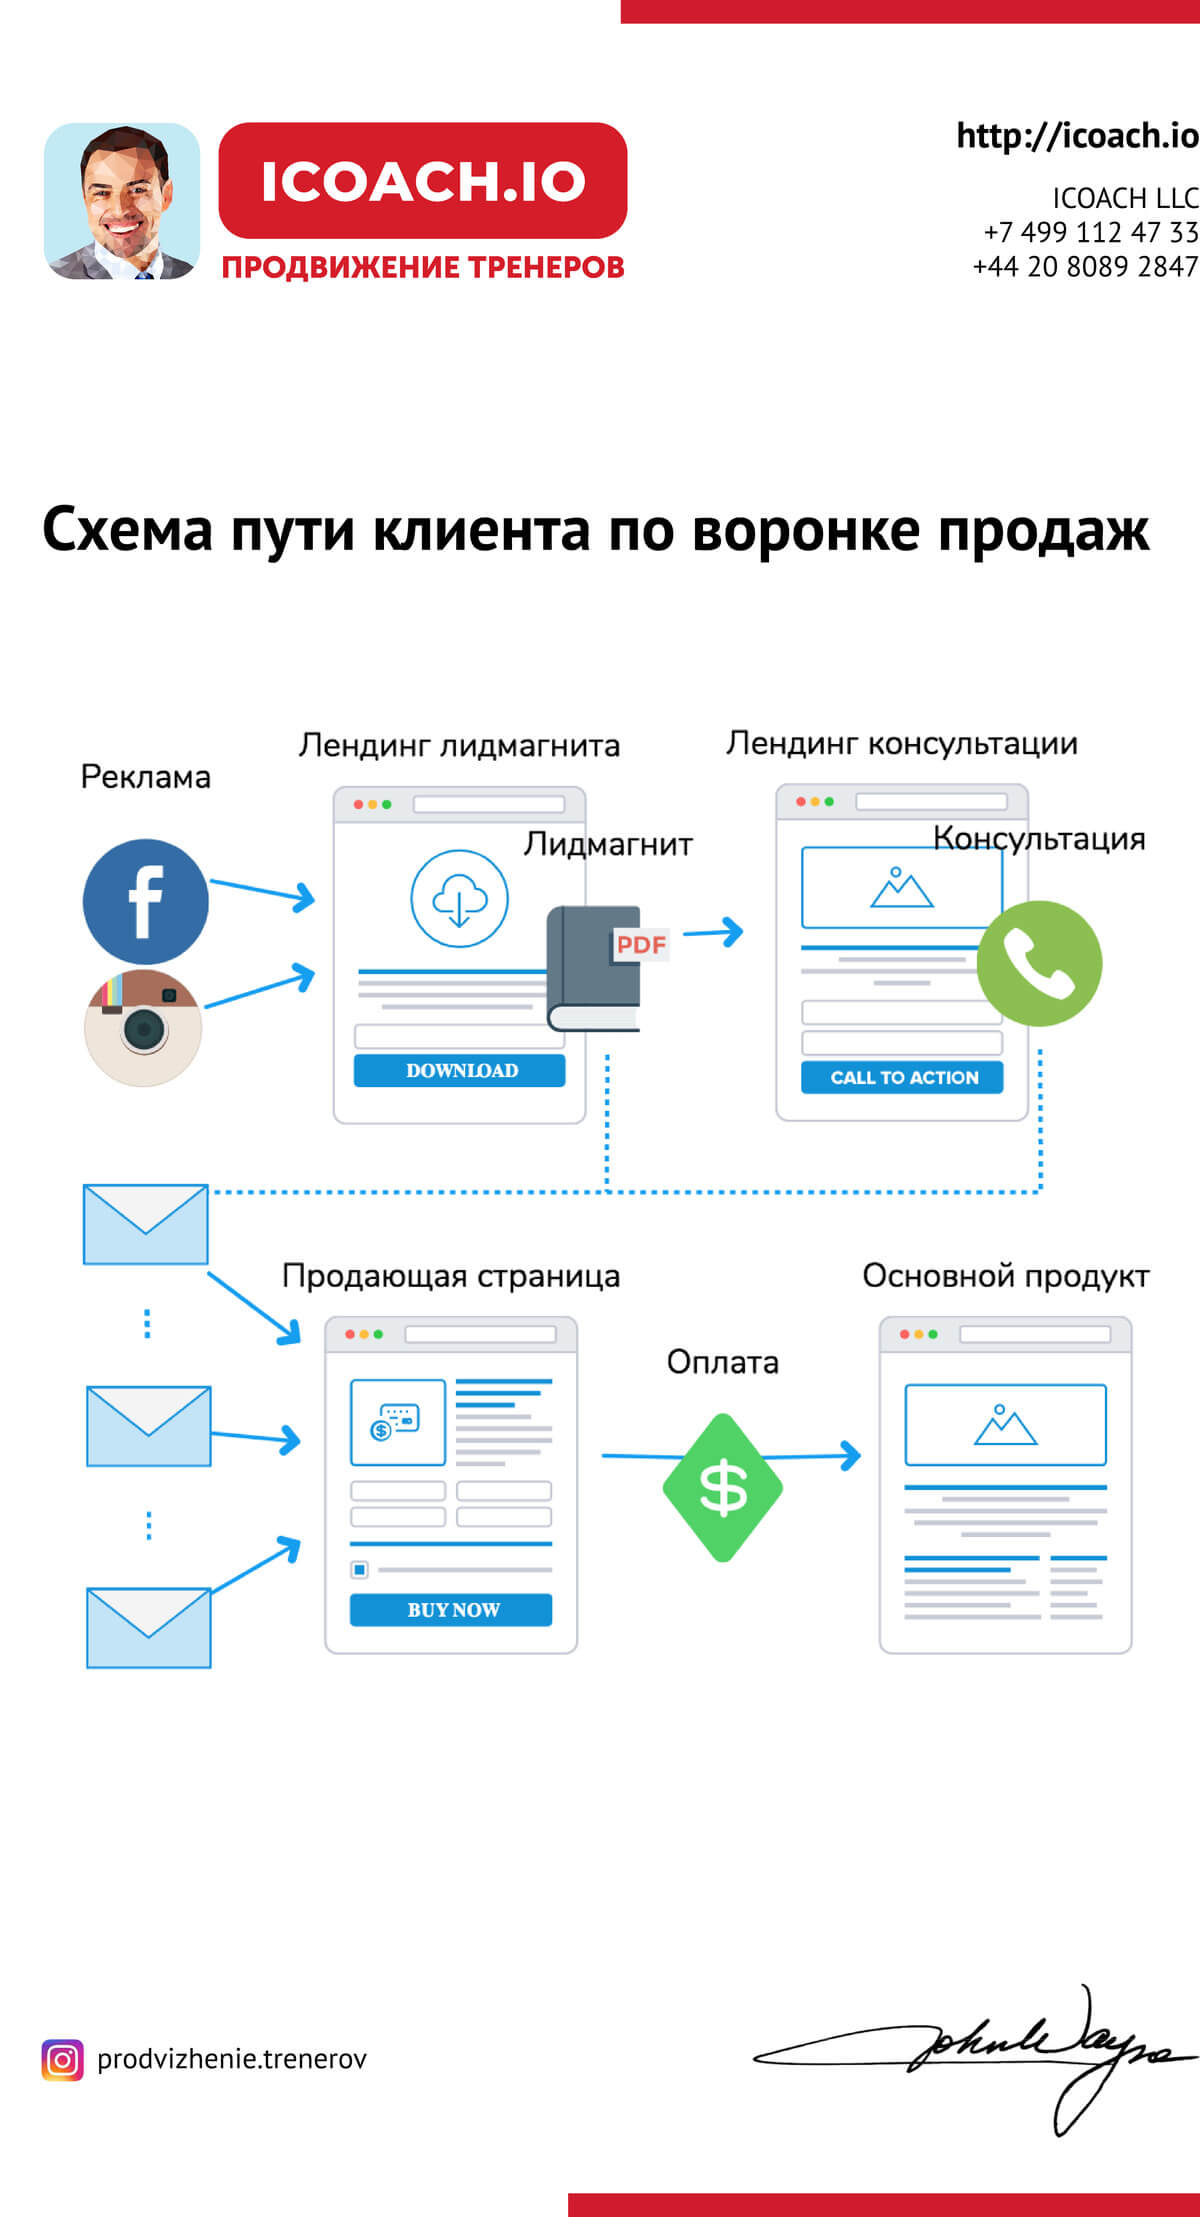 ICOACH.IO
ПРОДВИЖЕНИЕ ТРЕНЕРОВ
http://icoach.io
ICOACH LLC
+7 499 112 47 33
+44 20 8089 2847
Схема пути клиента по воронке продаж
Реклама
Лендинг лидмагнита
Лендинг консультации
Лидмагнит
Консультация
PDF
DOWNLOAD
CALL TO ACTION
Продающая страница
Оплата
Основной продукт
$
BUY NOW
prodvizhenie.trenerov
John Wayne